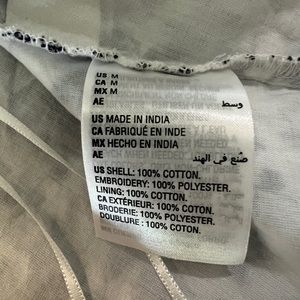 US M
CA M
MX M
AE وسط
US MADE IN INDIA
CA FABRIQUÉ EN INDE
MX HECHO EN INDIA
AE صنع في الهند
US SHELL: 100% COTTON.
EMBROIDERY: 100% POLYESTER.
LINING: 100% COTTON.
CA EXTÉRIEUR: 100% COTON.
BRODERIE: 100% POLYESTER.
DOUBLURE : 100% COTON.